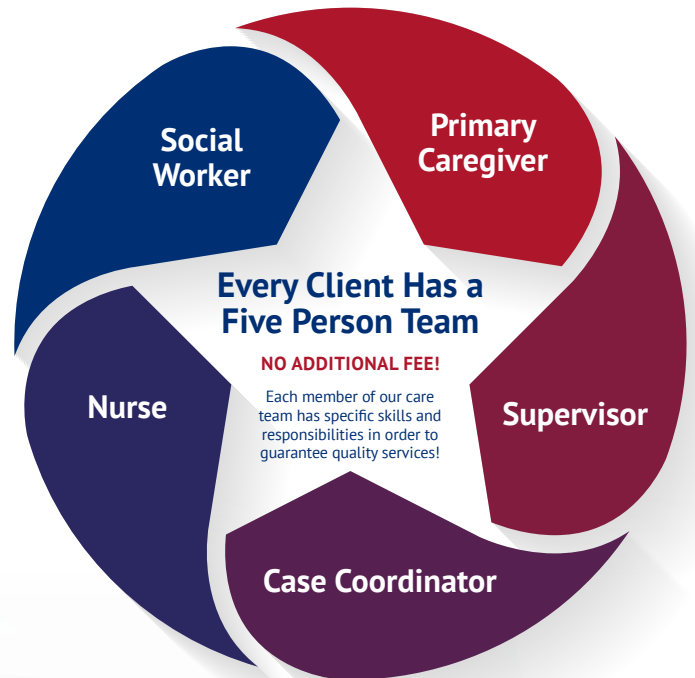 Social
Worker
Primary
Caregiver
Every Client Has a
Five Person Team
NO ADDITIONAL FEE!
Each member of our care
team has specific skills and
responsibilities in order to
guarantee quality services!
Nurse
Supervisor
Case Coordinator